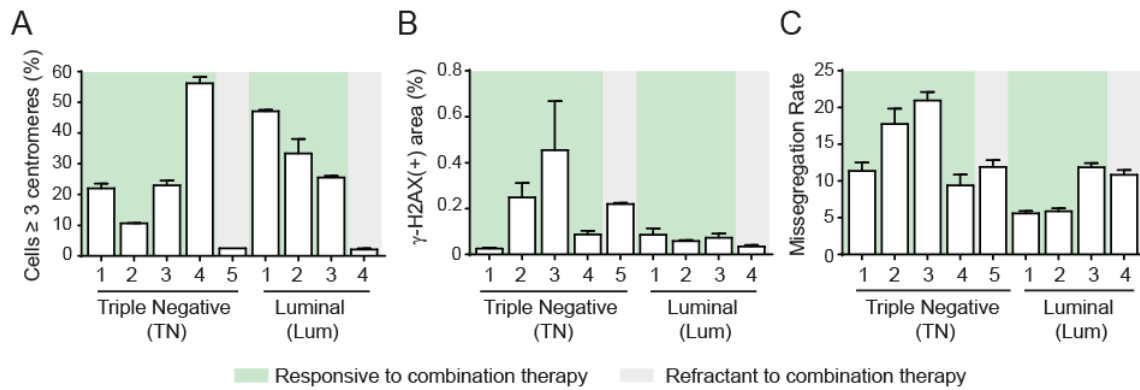 A
Cells ≥ 3 centromeres (%)
60
50
40
30
20
10
0
1 2 3 4 5 1 2 3 4
Triple Negative
(TN)
Luminal
(Lum)
B
γ-H2AX(+) area (%)
0.8
0.6
0.4
0.2
0
1 2 3 4 5 1 2 3 4
Triple Negative
(TN)
Luminal
(Lum)
C
Missegregation Rate
25
20
15
10
5
0
1 2 3 4 5 1 2 3 4
Triple Negative
(TN)
Luminal
(Lum)
Responsive to combination therapy
Refractant to combination therapy